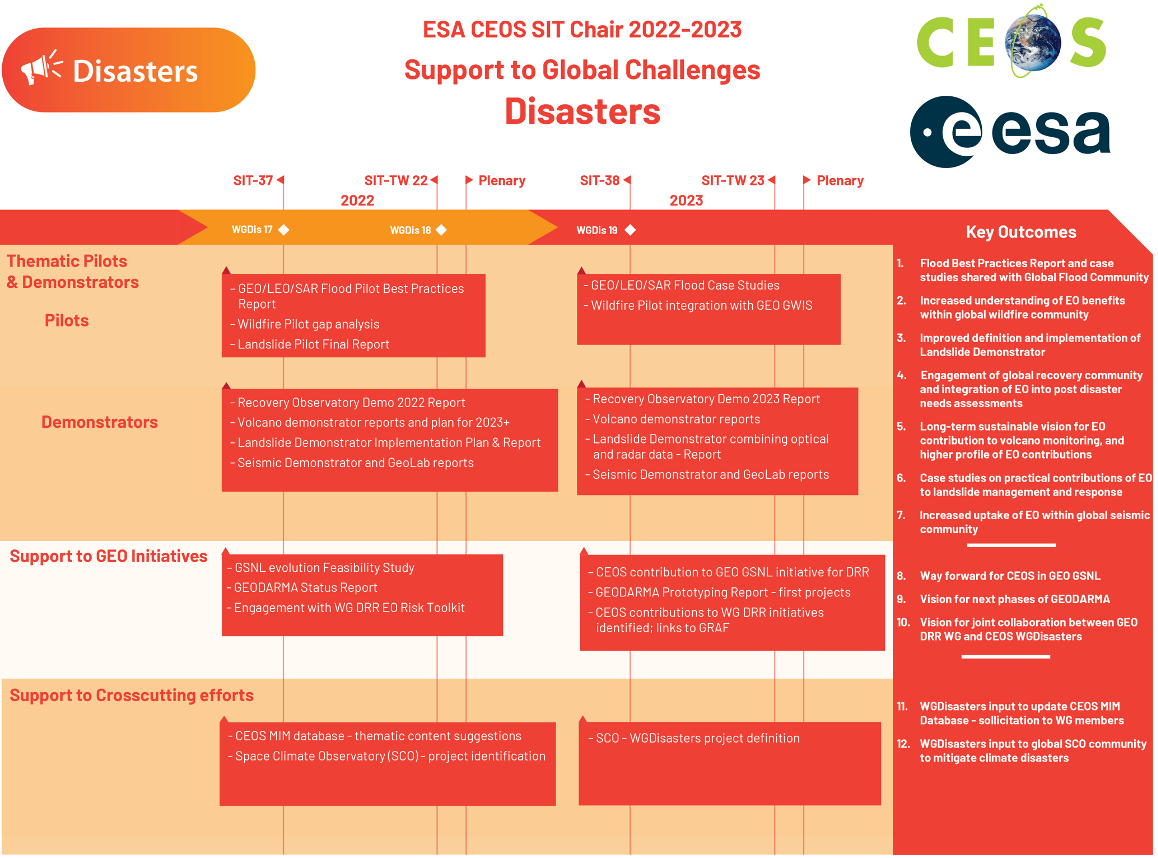 Disasters
ESA CEOS SIT Chair 2022-2023
Support to Global Challenges
Disasters
CEOS
esa
SIT-37
SIT-TW 22
Plenary
SIT-38
SIT-TW 23
Plenary
2022
2023
WGDis 17
WGDis 18
WGDis 19
Thematic Pilots
& Demonstrators
Pilots
- GEO/LEO/SAR Flood Pilot Best Practices
Report
- Wildfire Pilot gap analysis
- Landslide Pilot Final Report
- GEO/LEO/SAR Flood Case Studies
- Wildfire Pilot integration with GEO GWIS
Demonstrators
- Recovery Observatory Demo 2022 Report
- Volcano demonstrator reports and plan for 2023+
- Landslide Demonstrator Implementation Plan & Report
- Seismic Demonstrator and GeoLab reports
- Recovery Observatory Demo 2023 Report
- Volcano demonstrator reports
- Landslide Demonstrator combining optical
and radar data - Report
- Seismic Demonstrator and GeoLab reports
Support to GEO Initiatives
- GSNL evolution Feasibility Study
- GEODARMA Status Report
- Engagement with WG DRR EO Risk Toolkit
- CEOS contribution to GEO GSNL initiative for DRR
- GEODARMA Prototyping Report - first projects
- CEOS contributions to WG DRR initiatives
identified; links to GRAF
Support to Crosscutting efforts
- CEOS MIM database - thematic content suggestions
- Space Climate Observatory (SCO) - project identification
- SCO - WGDisasters project definition
Key Outcomes
1. Flood Best Practices Report and case
studies shared with Global Flood Community
2. Increased understanding of EO benefits
within global wildfire community
3. Improved definition and implementation of
Landslide Demonstrator
4. Engagement of global recovery community
and integration of EO into post disaster
needs assessments
5. Long-term sustainable vision for EO
contribution to volcano monitoring, and
higher profile of EO contributions
6. Case studies on practical contributions of EO
to landslide management and response
7. Increased uptake of EO within global seismic
community
8. Way forward for CEOS in GEO GSNL
9. Vision for next phases of GEODARMA
10. Vision for joint collaboration between GEO
DRR WG and CEOS WGDisasters
11. WGDisasters input to update CEOS MIM
Database - sollicitation to WG members
12. WGDisasters input to global SCO community
to mitigate climate disasters